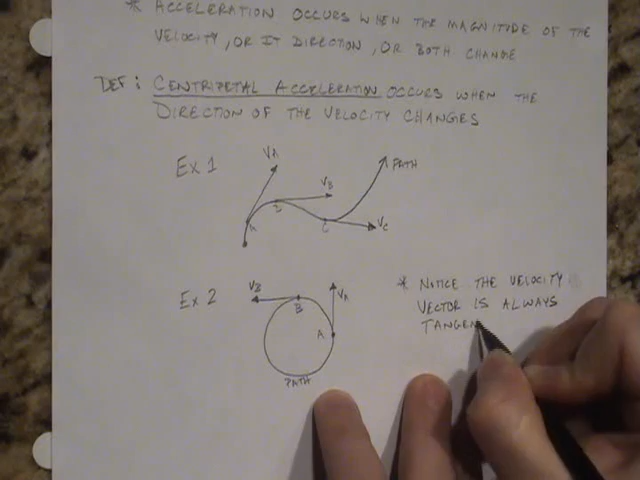 * ACCELERATION OCCURS WHEN THE MAGNITUDE OF THE
VELOCITY, OR IT DIRECTION, OR BOTH CHANGE
DEF: CENTRIPETAL ACCELERATION OCCURS WHEN THE
DIRECTION OF THE VELOCITY CHANGES
EX 1
VA
VB
PATH
A
B
C
VC
EX 2
VB
VA
B
A
PATH
* NOTICE THE VELOCITY
VECTOR IS ALWAYS
TANGEN